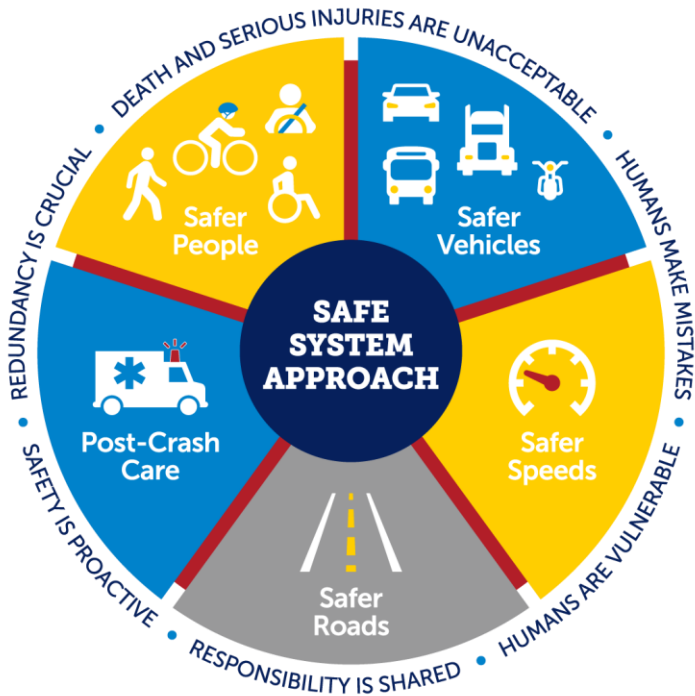 DEATH AND SERIOUS INJURIES ARE UNACCEPTABLE
HUMANS MAKE MISTAKES
HUMANS ARE VULNERABLE
RESPONSIBILITY IS SHARED
SAFETY IS PROACTIVE
REDUNDANCY IS CRUCIAL
Safer
People
Safer
Vehicles
SAFE
SYSTEM
APPROACH
Post-Crash
Care
Safer
Speeds
Safer
Roads